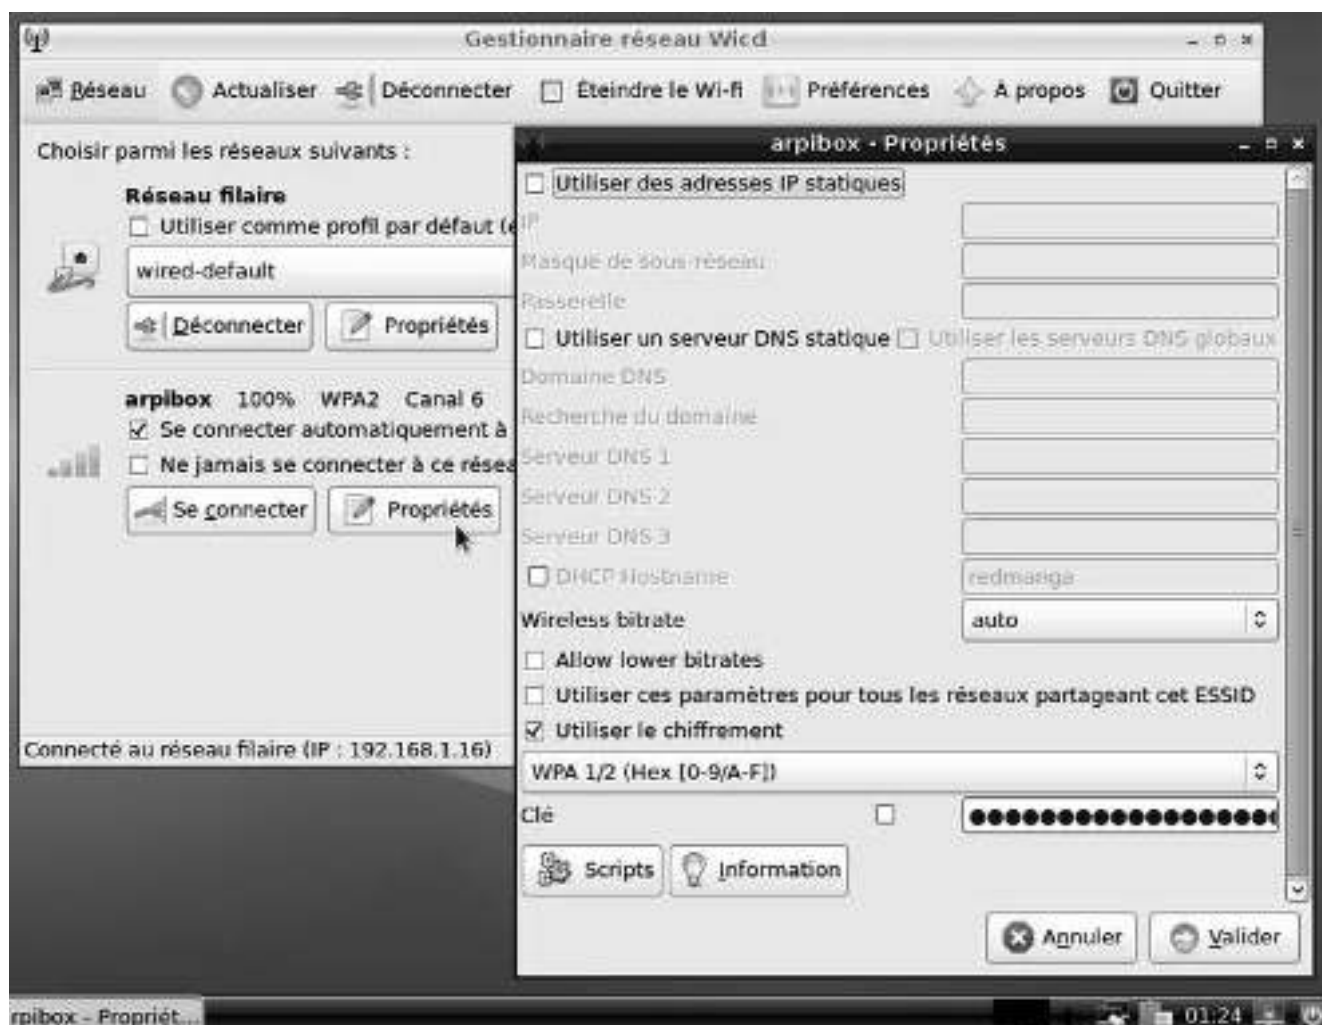 Gestionnaire réseau Wicd
Réseau Actualiser Déconnecter Éteindre le Wi-fi Préférences À propos Quitter
Choisir parmi les réseaux suivants :
Réseau filaire
Utiliser comme profil par défaut (é
wired-default
Déconnecter Propriétés
arpibox 100% WPA2 Canal 6
Se connecter automatiquement à
Ne jamais se connecter à ce résea
Se connecter Propriétés
Connecté au réseau filaire (IP : 192.168.1.16)
arpibox - Propriétés
Utiliser des adresses IP statiques
IP
Masque de sous-réseau
Passerelle
Utiliser un serveur DNS statique Utiliser les serveurs DNS globaux
Domaine DNS
Recherche du domaine
Serveur DNS 1
Serveur DNS 2
Serveur DNS 3
DHCP Hostname redmanga
Wireless bitrate auto
Allow lower bitrates
Utiliser ces paramètres pour tous les réseaux partageant cet ESSID
Utiliser le chiffrement
WPA 1/2 (Hex [0-9/A-F])
Clé
Scripts Information
Annuler Valider
rpibox - Propriét... 01:24